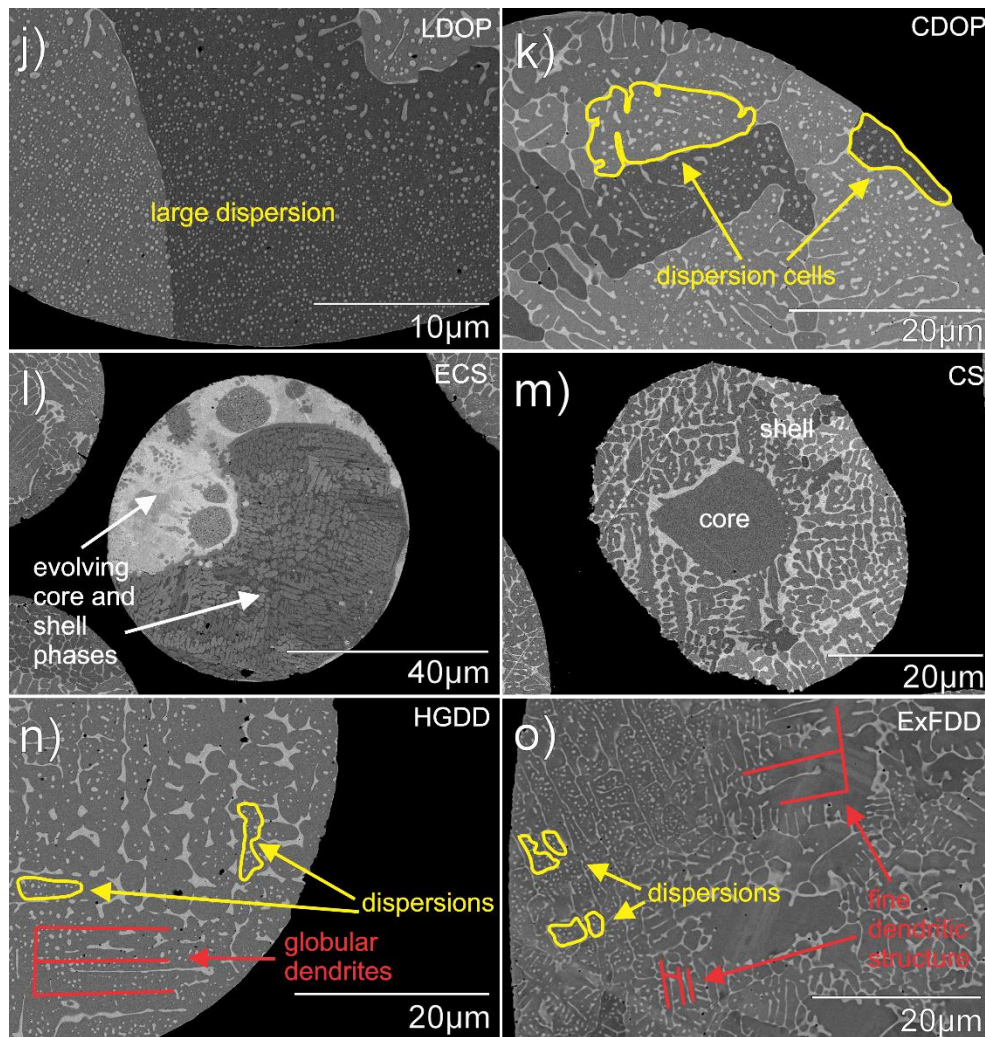 j)
LDOP
large dispersion
10μm
k)
CDOP
dispersion cells
20μm
l)
ECS
evolving
core and
shell
phases
40μm
m)
CS
shell
core
20μm
n)
HGDD
dispersions
globular
dendrites
20μm
o)
ExFDD
dispersions
fine
dendritic
structure
20μm